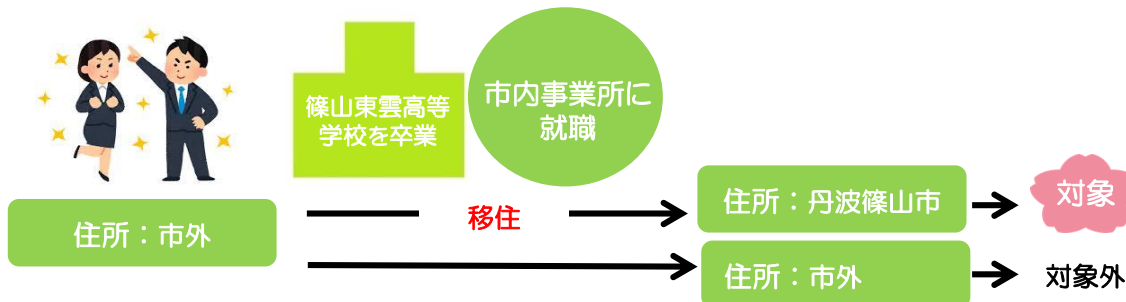 篠山東雲高等
学校を卒業
市内事業所に
就職
住所：市外
移住
住所：丹波篠山市
対象
住所：市外
対象外